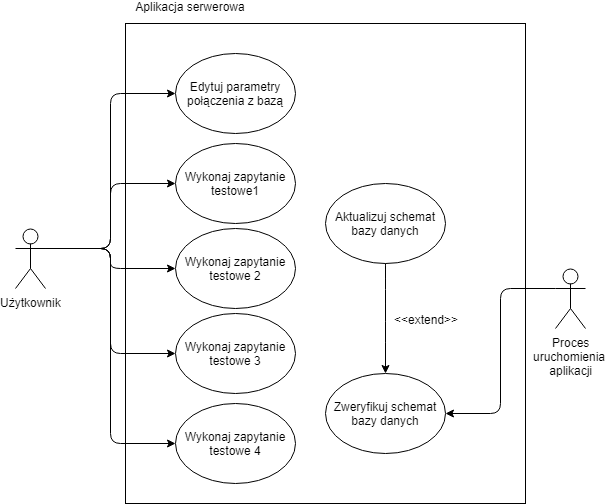 Aplikacja serwerowa
Edytuj parametry
połączenia z bazą
Wykonaj zapytanie
testowe1
Wykonaj zapytanie
testowe 2
Wykonaj zapytanie
testowe 3
Wykonaj zapytanie
testowe 4
Użytkownik
Aktualizuj schemat
bazy danych
<<extend>>
Zweryfikuj schemat
bazy danych
Proces
uruchomienia
aplikacji